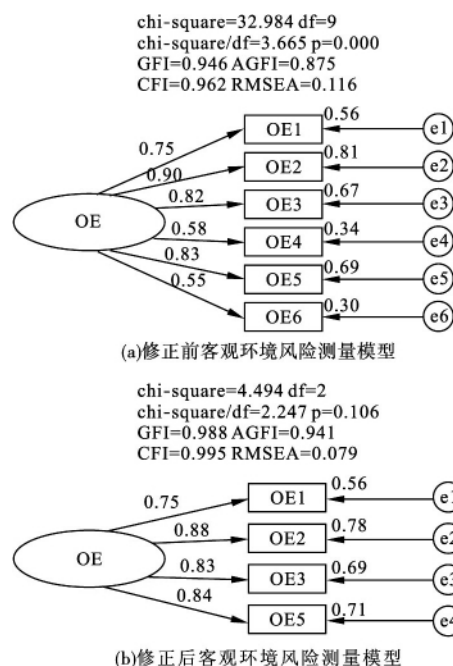 chi-square=32.984 df=9
chi-square/df=3.665 p=0.000
GFI=0.946 AGFI=0.875
CFI=0.962 RMSEA=0.116
0.56
0.75 OE1 e1
0.81
0.90 OE2 e2
0.67
0.82 OE3 e3
OE
0.34
0.58 OE4 e4
0.69
0.83 OE5 e5
0.30
0.55 OE6 e6
(a)修正前客观环境风险测量模型
chi-square=4.494 df=2
chi-square/df=2.247 p=0.106
GFI=0.988 AGFI=0.941
CFI=0.995 RMSEA=0.079
0.56
0.75 OE1 e1
0.78
0.88 OE2 e2
OE
0.69
0.83 OE3 e3
0.71
0.84 OE5 e4
(b)修正后客观环境风险测量模型